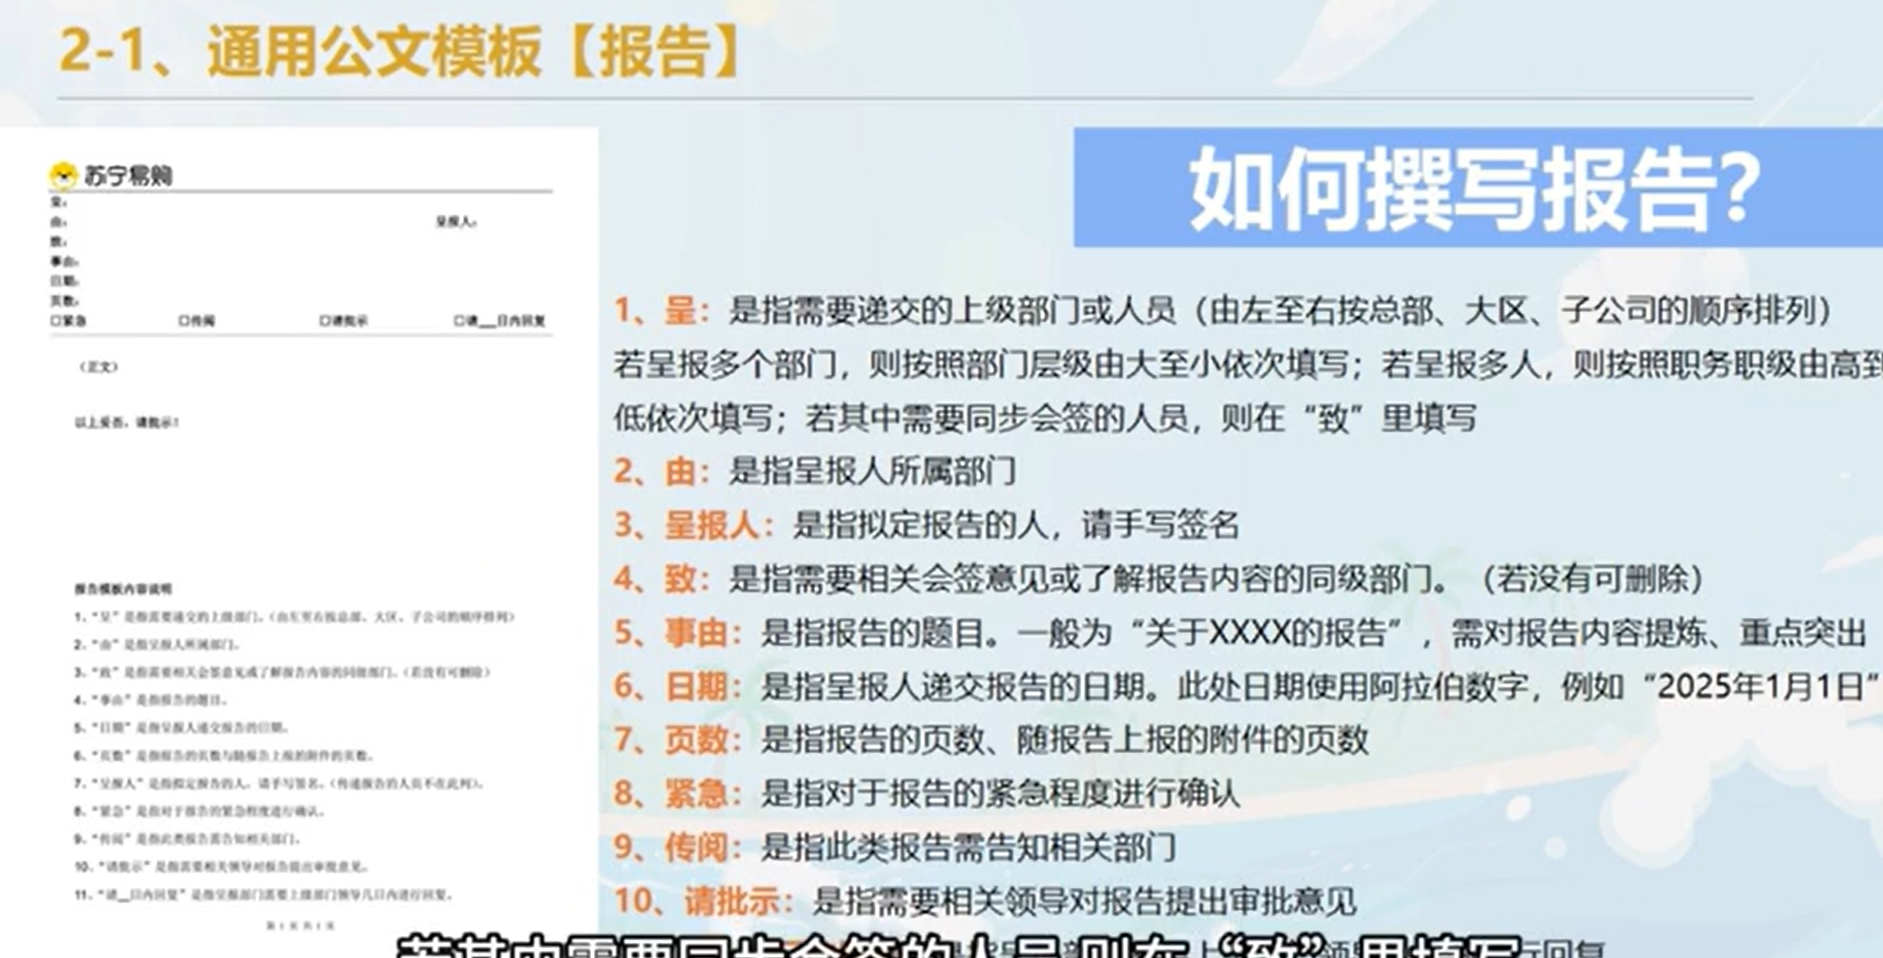 2-1、通用公文模板【报告】
苏宁易购
呈：
由：
呈报人：
致：
事由：
日期：
页数：
□紧急 □传阅 □请批示 □请__日内回复
（正文）
以上妥否，请批示！
报告模板内容说明
1、“呈”是指需要递交的上级部门。（由左至右按总部、大区、子公司的顺序排列）
2、“由”是指呈报人所属部门。
3、“致”是指需要相关会签意见或了解报告内容的同级部门。（若没有可删除）
4、“事由”是指报告的题目。
5、“日期”是指呈报人递交报告的日期。
6、“页数”是指报告的页数与随报告上报的附件的页数。
7、“呈报人”是指拟定报告的人，请手写签名。（传递报告的人员不在此列）。
8、“紧急”是指对于报告的紧急程度进行确认。
9、“传阅”是指此类报告需告知相关部门。
10、“请批示”是指需要相关领导对报告提出审批意见。
11、“请__日内回复”是指呈报部门需要上级部门领导几日内进行回复。
第 1 页 共 1 页
如何撰写报告？
1、呈：是指需要递交的上级部门或人员（由左至右按总部、大区、子公司的顺序排列）
若呈报多个部门，则按照部门层级由大至小依次填写；若呈报多人，则按照职务职级由高到
低依次填写；若其中需要同步会签的人员，则在“致”里填写
2、由：是指呈报人所属部门
3、呈报人：是指拟定报告的人，请手写签名
4、致：是指需要相关会签意见或了解报告内容的同级部门。（若没有可删除）
5、事由：是指报告的题目。一般为“关于XXXX的报告”，需对报告内容提炼、重点突出
6、日期：是指呈报人递交报告的日期。此处日期使用阿拉伯数字，例如“2025年1月1日”
7、页数：是指报告的页数、随报告上报的附件的页数
8、紧急：是指对于报告的紧急程度进行确认
9、传阅：是指此类报告需告知相关部门
10、请批示：是指需要相关领导对报告提出审批意见
若其中需要同步会签的人员 则在“致”里填写